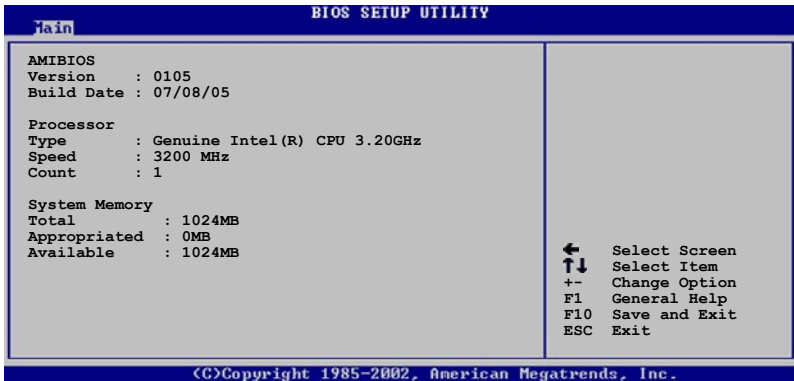 BIOS SETUP UTILITY
Main
AMIBIOS
Version : 0105
Build Date : 07/08/05
Processor
Type : Genuine Intel(R) CPU 3.20GHz
Speed : 3200 MHz
Count : 1
System Memory
Total : 1024MB
Appropriated : 0MB
Available : 1024MB
← Select Screen
↑↓ Select Item
+- Change Option
F1 General Help
F10 Save and Exit
ESC Exit
(C)Copyright 1985-2002, American Megatrends, Inc.